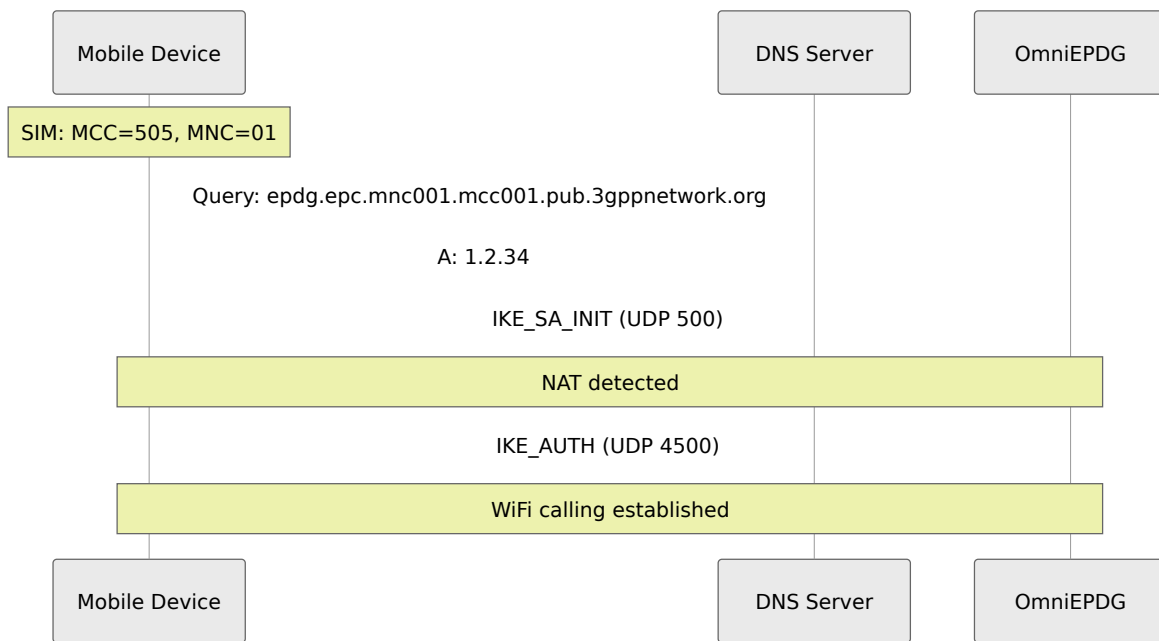 Mobile Device
DNS Server
OmniEPDG
SIM: MCC=505, MNC=01
Query: epdg.epc.mnc001.mcc001.pub.3gppnetwork.org
A: 1.2.34
IKE_SA_INIT (UDP 500)
NAT detected
IKE_AUTH (UDP 4500)
WiFi calling established
Mobile Device
DNS Server
OmniEPDG